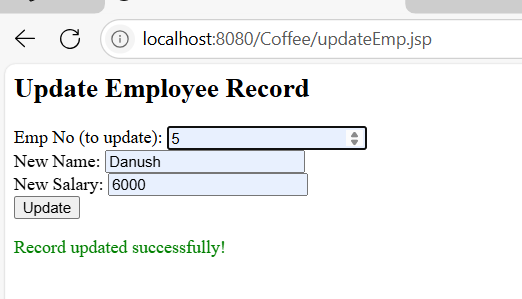 localhost:8080/Coffee/updateEmp.jsp
Update Employee Record
Emp No (to update): 5
New Name: Danush
New Salary: 6000
Update
Record updated successfully!